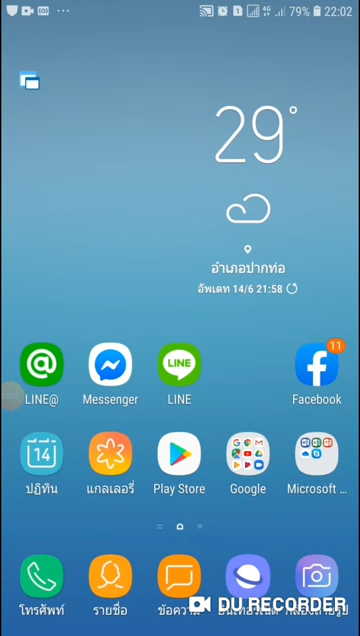 4G 79% 22:02
29°
อำเภอปากท่อ
อัพเดท 14/6 21:58
11
LINE
LINE@ Messenger LINE Facebook
14
ปฏิทิน แกลเลอรี่ Play Store Google Microsoft ...
DU RECORDER
โทรศัพท์ รายชื่อ